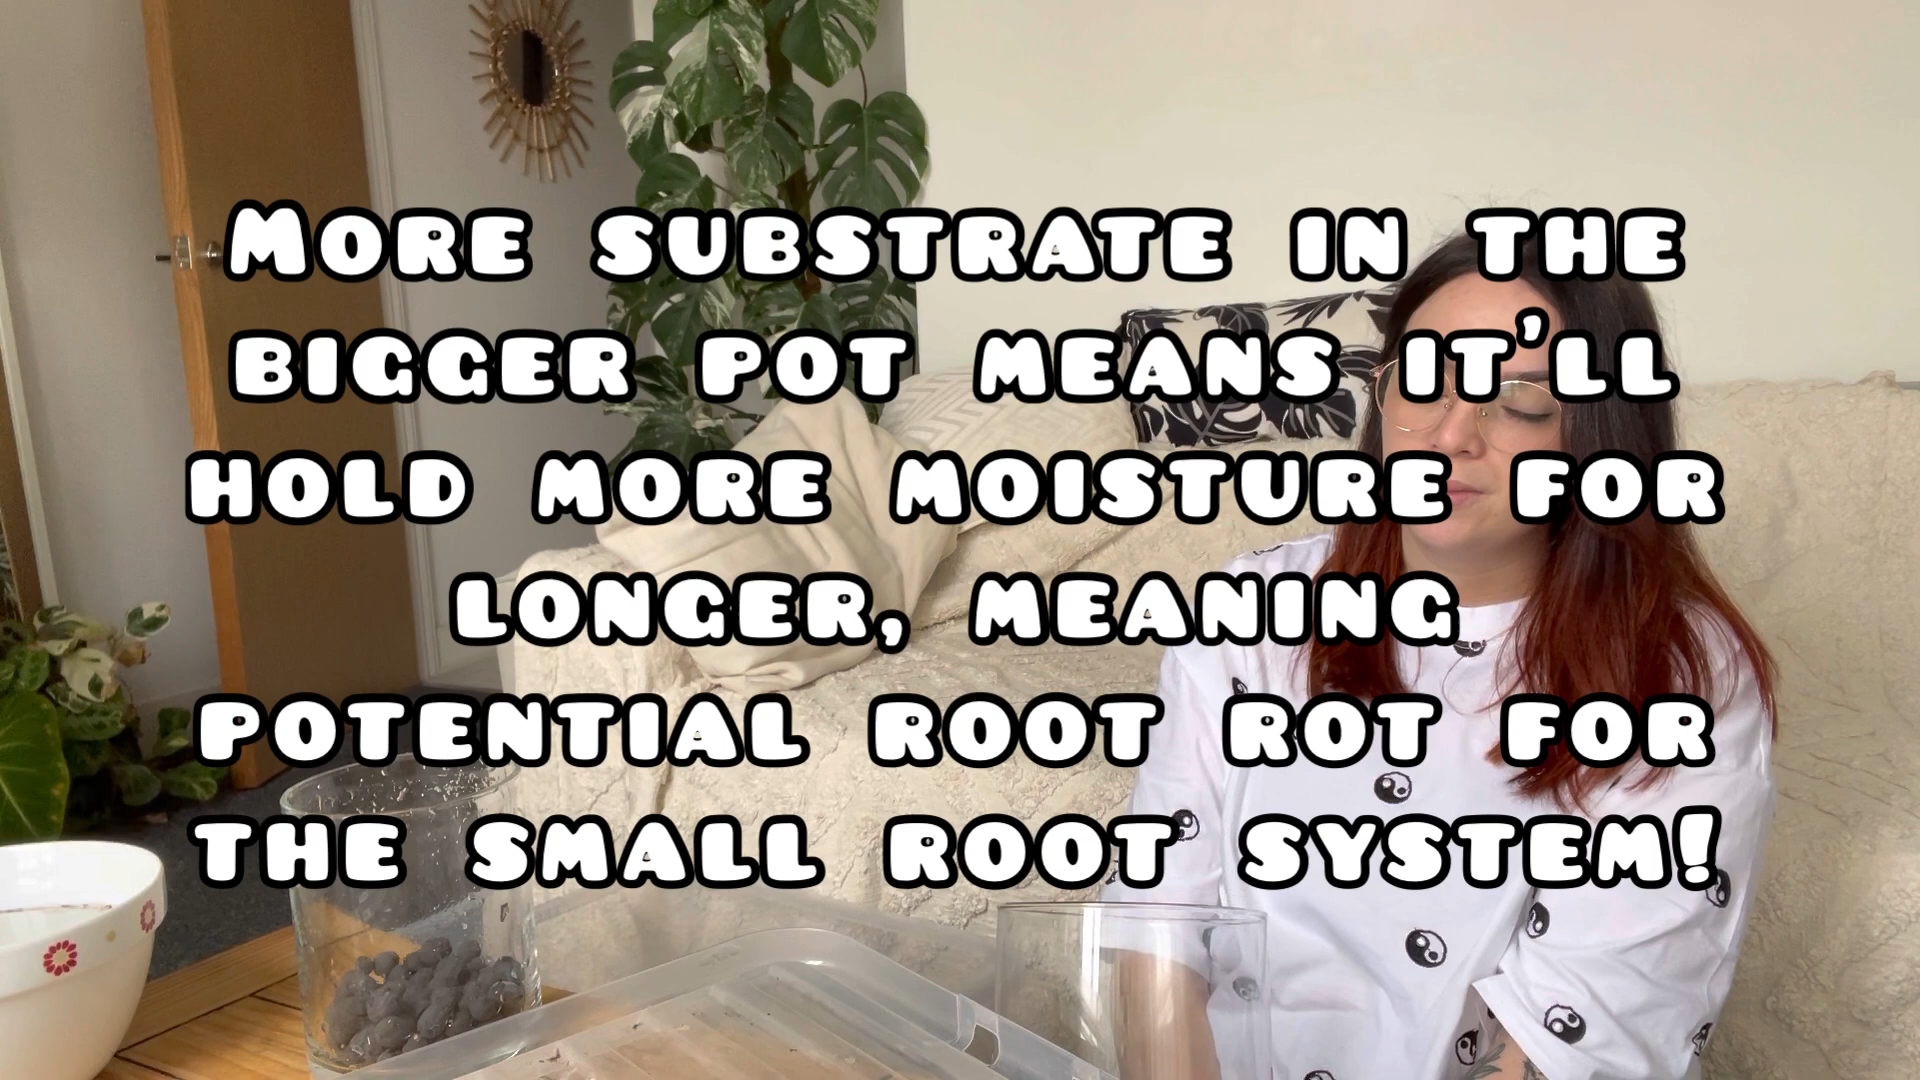 More substrate in the
bigger pot means it'll
hold more moisture for
longer, meaning
potential root rot for
the small root system!